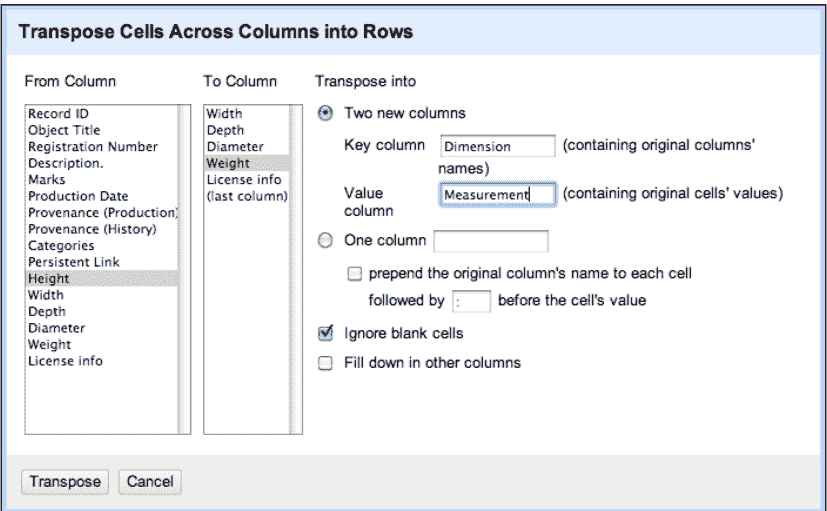 Transpose Cells Across Columns into Rows
From Column
Record ID
Object Title
Registration Number
Description.
Marks
Production Date
Provenance (Production)
Provenance (History)
Categories
Persistent Link
Height
Width
Depth
Diameter
Weight
License info
To Column
Width
Depth
Diameter
Weight
License info
(last column)
Transpose into
Two new columns
Key column Dimension (containing original columns'
names)
Value Measurement (containing original cells' values)
column
One column
prepend the original column's name to each cell
followed by : before the cell's value
Ignore blank cells
Fill down in other columns
Transpose Cancel